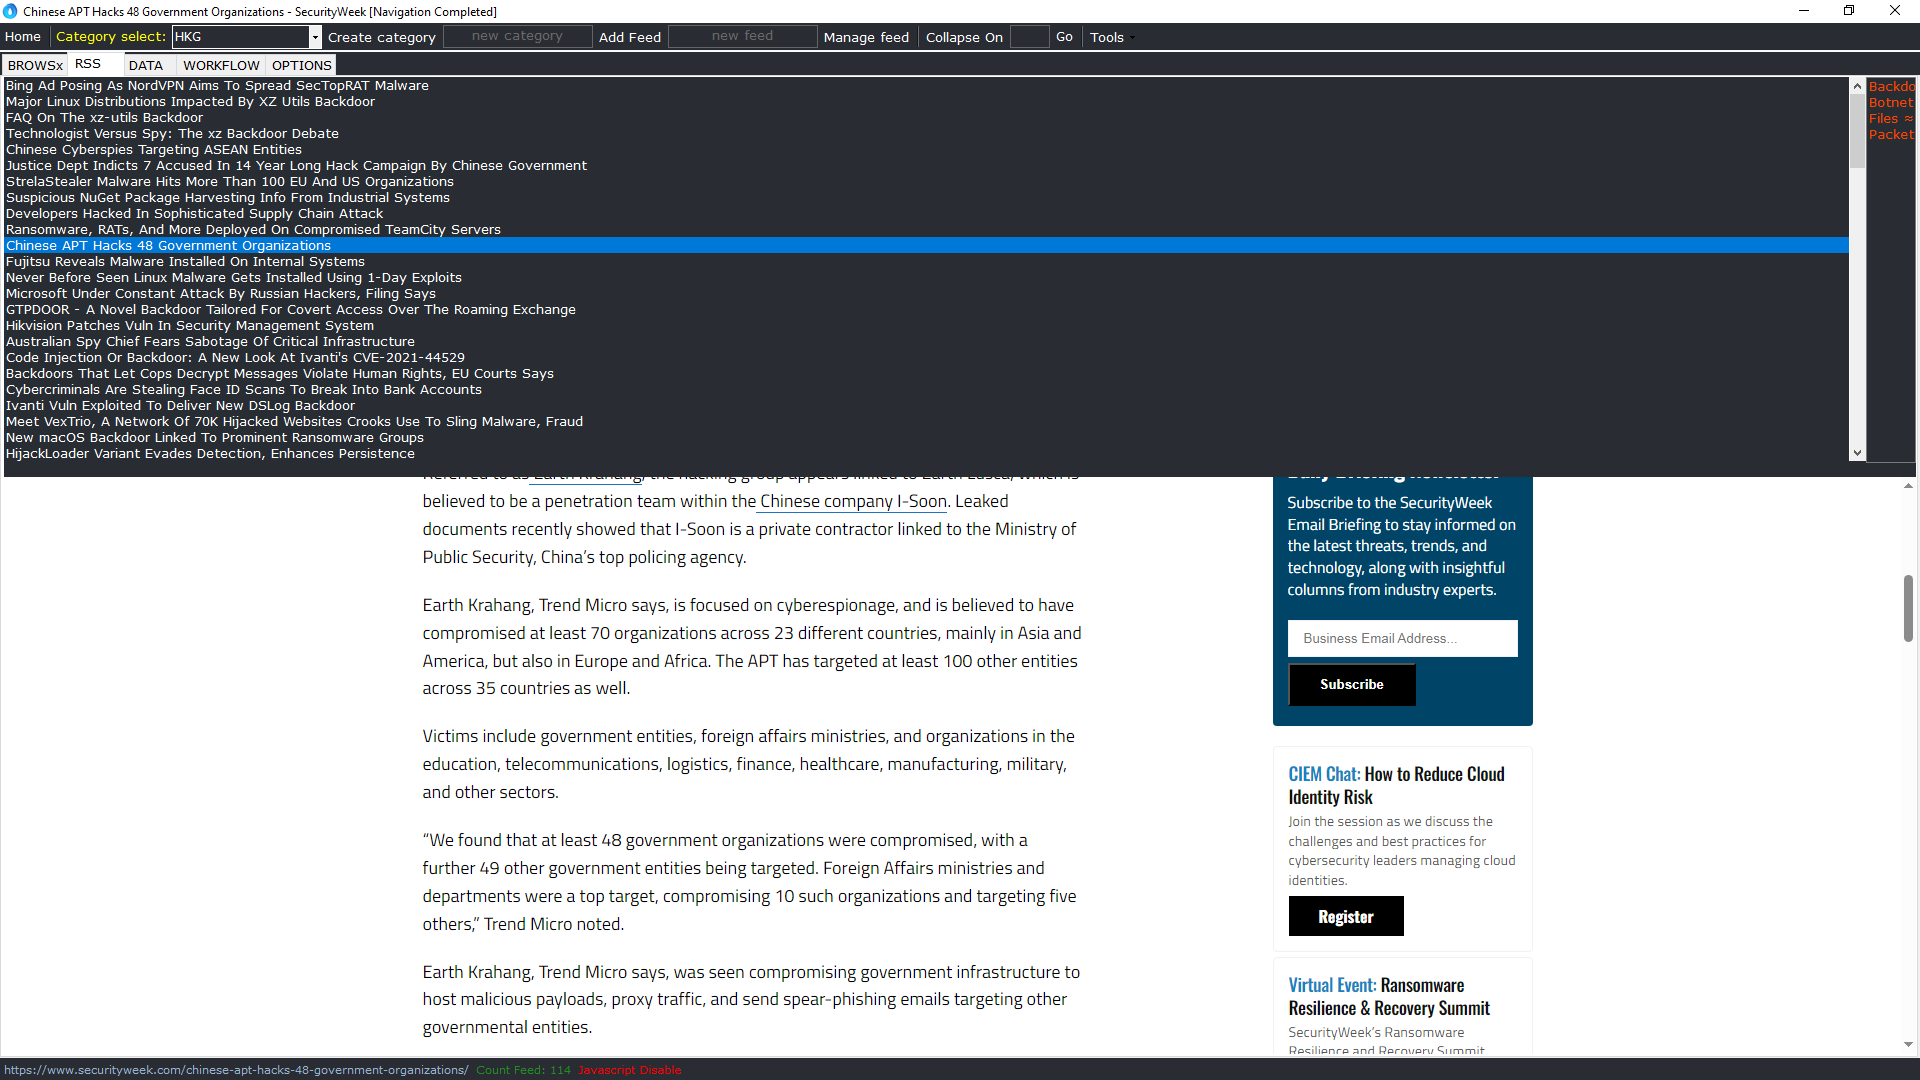 Chinese APT Hacks 48 Government Organizations - SecurityWeek [Navigation Completed]
Home Category select: HKG Create category new category Add Feed new feed Manage feed Collapse On Go Tools
BROWSx RSS DATA WORKFLOW OPTIONS
Bing Ad Posing As NordVPN Aims To Spread SecTopRAT Malware
Major Linux Distributions Impacted By XZ Utils Backdoor
FAQ On The xz-utils Backdoor
Technologist Versus Spy: The xz Backdoor Debate
Chinese Cyberspies Targeting ASEAN Entities
Justice Dept Indicts 7 Accused In 14 Year Long Hack Campaign By Chinese Government
StrelaStealer Malware Hits More Than 100 EU And US Organizations
Suspicious NuGet Package Harvesting Info From Industrial Systems
Developers Hacked In Sophisticated Supply Chain Attack
Ransomware, RATs, And More Deployed On Compromised TeamCity Servers
Chinese APT Hacks 48 Government Organizations
Fujitsu Reveals Malware Installed On Internal Systems
Never Before Seen Linux Malware Gets Installed Using 1-Day Exploits
Microsoft Under Constant Attack By Russian Hackers, Filing Says
GTPDOOR - A Novel Backdoor Tailored For Covert Access Over The Roaming Exchange
Hikvision Patches Vuln In Security Management System
Australian Spy Chief Fears Sabotage Of Critical Infrastructure
Code Injection Or Backdoor: A New Look At Ivanti's CVE-2021-44529
Backdoors That Let Cops Decrypt Messages Violate Human Rights, EU Courts Says
Cybercriminals Are Stealing Face ID Scans To Break Into Bank Accounts
Ivanti Vuln Exploited To Deliver New DSLog Backdoor
Meet VexTrio, A Network Of 70K Hijacked Websites Crooks Use To Sling Malware, Fraud
New macOS Backdoor Linked To Prominent Ransomware Groups
HijackLoader Variant Evades Detection, Enhances Persistence
Backdo
Botnet
Files ≈
Packet
Referred to as Earth Krahang, the hacking group appears linked to Earth Lusca, which is
believed to be a penetration team within the Chinese company I-Soon. Leaked
documents recently showed that I-Soon is a private contractor linked to the Ministry of
Public Security, China's top policing agency.
Earth Krahang, Trend Micro says, is focused on cyberespionage, and is believed to have
compromised at least 70 organizations across 23 different countries, mainly in Asia and
America, but also in Europe and Africa. The APT has targeted at least 100 other entities
across 35 countries as well.
Victims include government entities, foreign affairs ministries, and organizations in the
education, telecommunications, logistics, finance, healthcare, manufacturing, military,
and other sectors.
“We found that at least 48 government organizations were compromised, with a
further 49 other government entities being targeted. Foreign Affairs ministries and
departments were a top target, compromising 10 such organizations and targeting five
others,” Trend Micro noted.
Earth Krahang, Trend Micro says, was seen compromising government infrastructure to
host malicious payloads, proxy traffic, and send spear-phishing emails targeting other
governmental entities.
Daily Briefing Newsletter
Subscribe to the SecurityWeek
Email Briefing to stay informed on
the latest threats, trends, and
technology, along with insightful
columns from industry experts.
Business Email Address...
Subscribe
CIEM Chat: How to Reduce Cloud
Identity Risk
Join the session as we discuss the
challenges and best practices for
cybersecurity leaders managing cloud
identities.
Register
Virtual Event: Ransomware
Resilience & Recovery Summit
SecurityWeek's Ransomware
Resilience and Recovery Summit
https://www.securityweek.com/chinese-apt-hacks-48-government-organizations/ Count Feed: 114 Javascript Disable